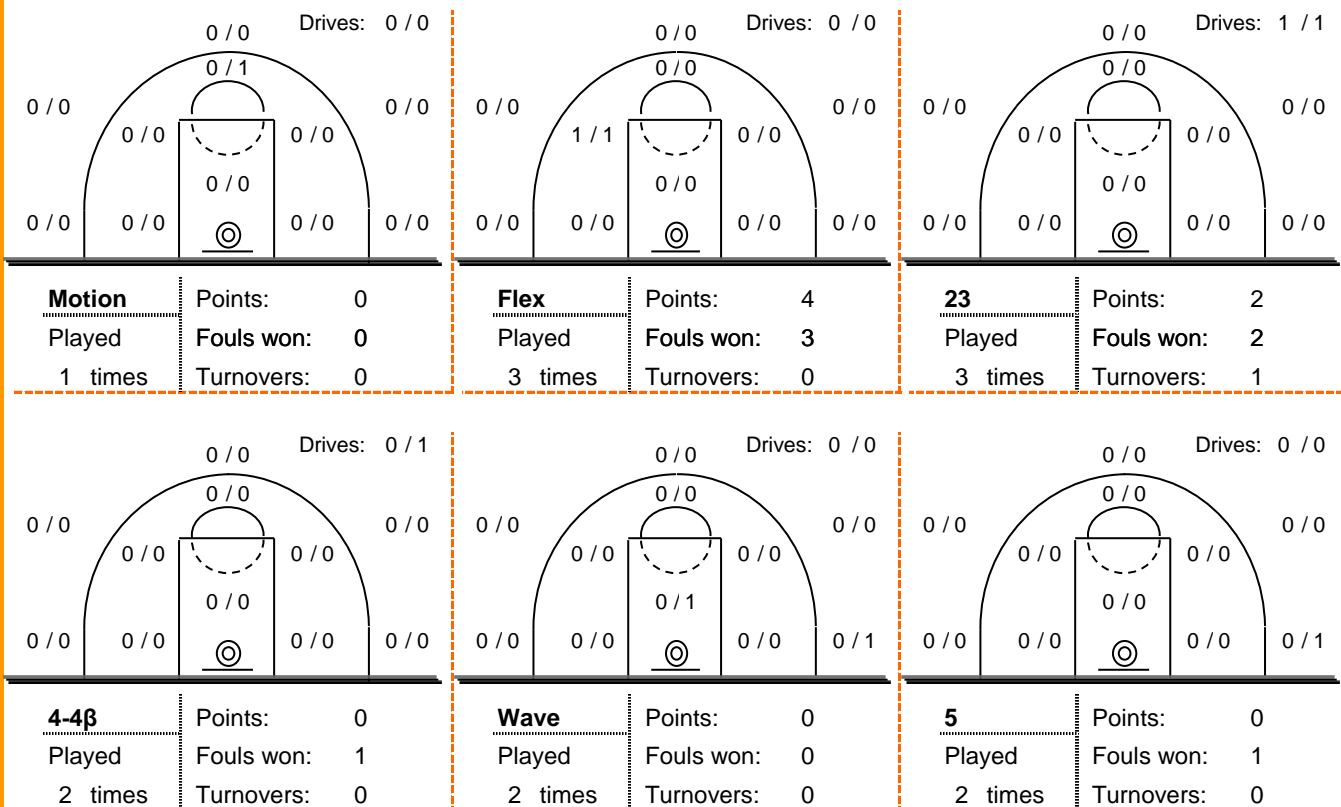 Drives: 0 / 0
0 / 0
0 / 1
0 / 0 0 / 0
0 / 0 0 / 0
0 / 0
0 / 0 0 / 0 0 / 0 0 / 0
Motion Points: 0
Played Fouls won: 0
1 times Turnovers: 0
Drives: 0 / 0
0 / 0
0 / 0
0 / 0 0 / 0
1 / 1 0 / 0
0 / 0
0 / 0 0 / 0 0 / 0 0 / 0
Flex Points: 4
Played Fouls won: 3
3 times Turnovers: 0
Drives: 1 / 1
0 / 0
0 / 0
0 / 0 0 / 0
0 / 0 0 / 0
0 / 0
0 / 0 0 / 0 0 / 0 0 / 0
23 Points: 2
Played Fouls won: 2
3 times Turnovers: 1
Drives: 0 / 1
0 / 0
0 / 0
0 / 0 0 / 0
0 / 0 0 / 0
0 / 0
0 / 0 0 / 0 0 / 0 0 / 0
4-4β Points: 0
Played Fouls won: 1
2 times Turnovers: 0
Drives: 0 / 0
0 / 0
0 / 0
0 / 0 0 / 0
0 / 0 0 / 0
0 / 1
0 / 0 0 / 0 0 / 0 0 / 1
Wave Points: 0
Played Fouls won: 0
2 times Turnovers: 0
Drives: 0 / 0
0 / 0
0 / 0
0 / 0 0 / 0
0 / 0 0 / 0
0 / 0
0 / 0 0 / 0 0 / 0 0 / 1
5 Points: 0
Played Fouls won: 1
2 times Turnovers: 0